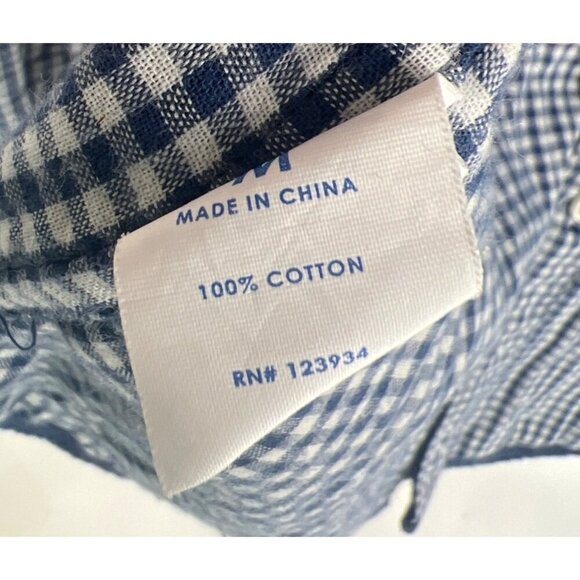 M
MADE IN CHINA
100% COTTON
RN# 123934